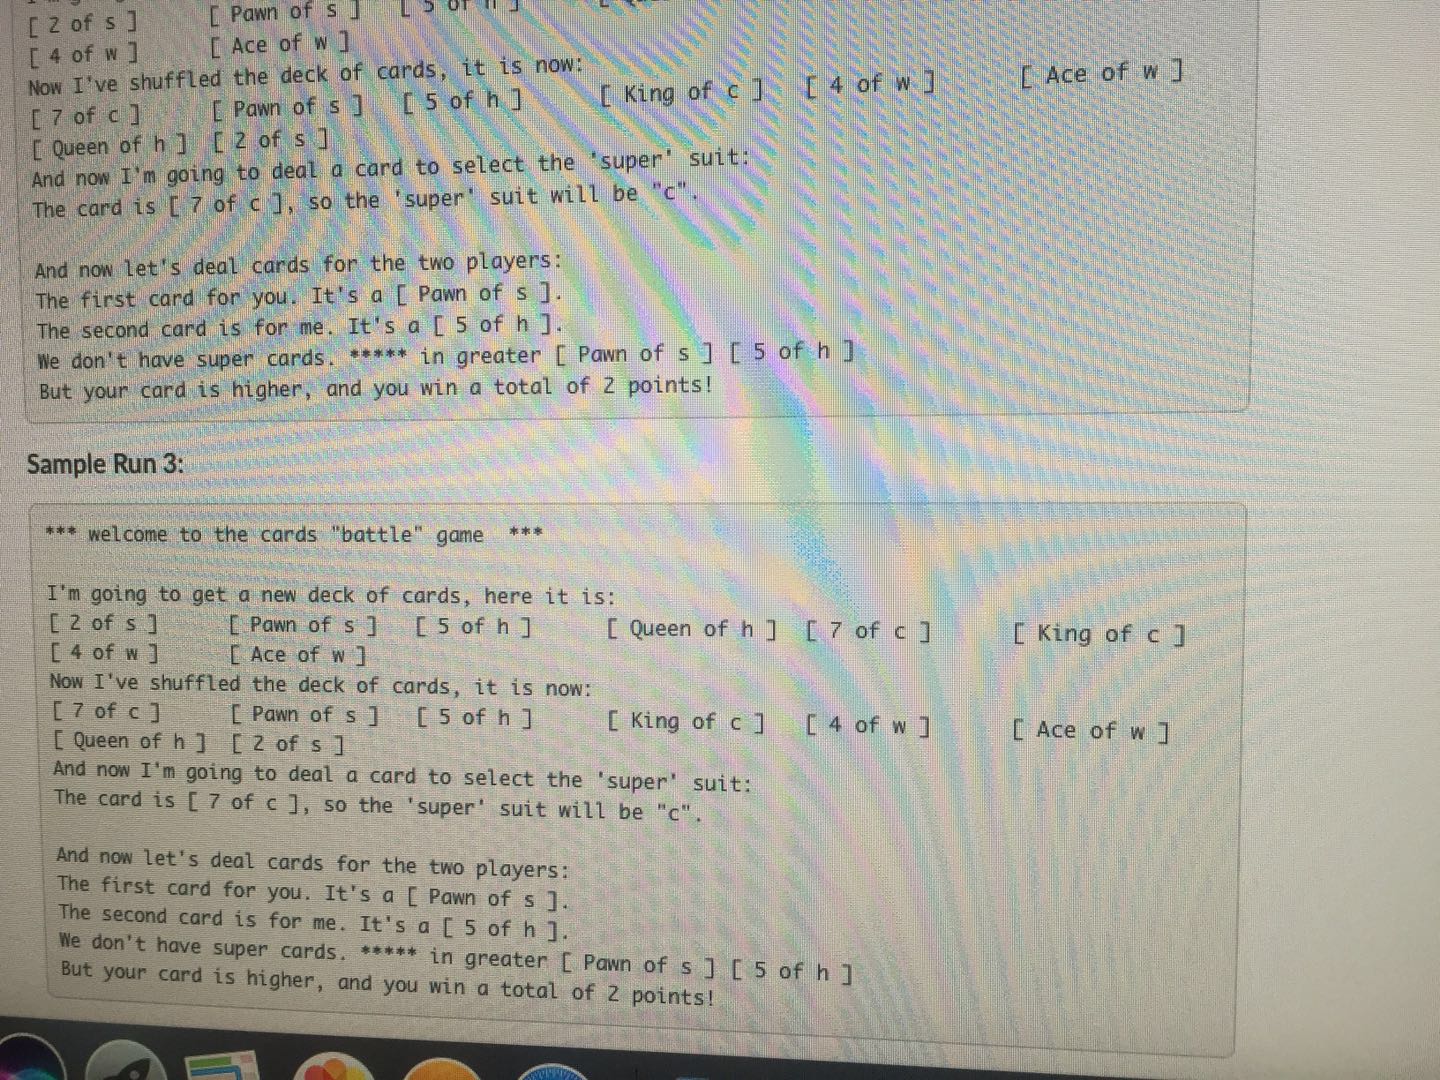 [ 2 of s ] [ Pawn of s ] [ 5 of h ]
[ 4 of w ] [ Ace of w ]
Now I've shuffled the deck of cards, it is now:
[ 7 of c ] [ Pawn of s ] [ 5 of h ] [ King of c ] [ 4 of w ] [ Ace of w ]
[ Queen of h ] [ 2 of s ]
And now I'm going to deal a card to select the 'super' suit:
The card is [ 7 of c ], so the 'super' suit will be "c".
And now let's deal cards for the two players:
The first card for you. It's a [ Pawn of s ].
The second card is for me. It's a [ 5 of h ].
We don't have super cards. ***** in greater [ Pawn of s ] [ 5 of h ]
But your card is higher, and you win a total of 2 points!
Sample Run 3:
*** welcome to the cards "battle" game ***
I'm going to get a new deck of cards, here it is:
[ 2 of s ] [ Pawn of s ] [ 5 of h ] [ Queen of h ] [ 7 of c ] [ King of c ]
[ 4 of w ] [ Ace of w ]
Now I've shuffled the deck of cards, it is now:
[ 7 of c ] [ Pawn of s ] [ 5 of h ] [ King of c ] [ 4 of w ] [ Ace of w ]
[ Queen of h ] [ 2 of s ]
And now I'm going to deal a card to select the 'super' suit:
The card is [ 7 of c ], so the 'super' suit will be "c".
And now let's deal cards for the two players:
The first card for you. It's a [ Pawn of s ].
The second card is for me. It's a [ 5 of h ].
We don't have super cards. ***** in greater [ Pawn of s ] [ 5 of h ]
But your card is higher, and you win a total of 2 points!